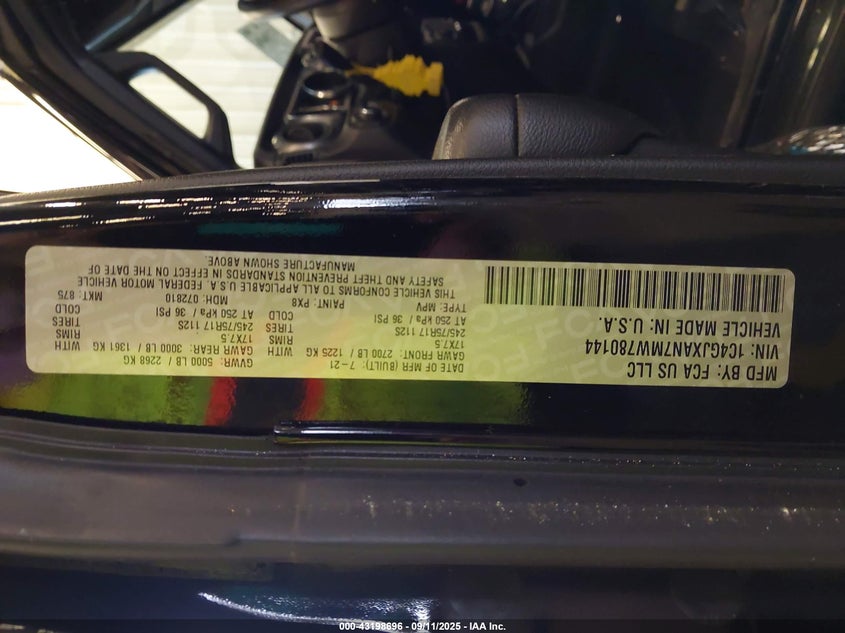 MFD BY: FCA US LLC
VIN: 1C4GJXAN7MW780144
VEHICLE MADE IN: U.S.A.
DATE OF MFR (BUILT): 7-21
GVWR: 5000 LB / 2268 KG
GAWR FRONT: 2700 LB / 1225 KG WITH
17X7.5 RIMS
245/75R17 112S TIRES
AT 250 kPa / 36 PSI COLD
GAWR REAR: 3000 LB / 1361 KG WITH
17X7.5 RIMS
245/75R17 112S TIRES
AT 250 kPa / 36 PSI COLD
TYPE: MPV
PAINT: PX8
MDH: 072810
MKT: 875
THIS VEHICLE CONFORMS TO ALL APPLICABLE U.S.A. FEDERAL MOTOR VEHICLE
SAFETY AND THEFT PREVENTION STANDARDS IN EFFECT ON THE DATE OF
MANUFACTURE SHOWN ABOVE.
000-43198696 - 09/11/2025 - IAA Inc.